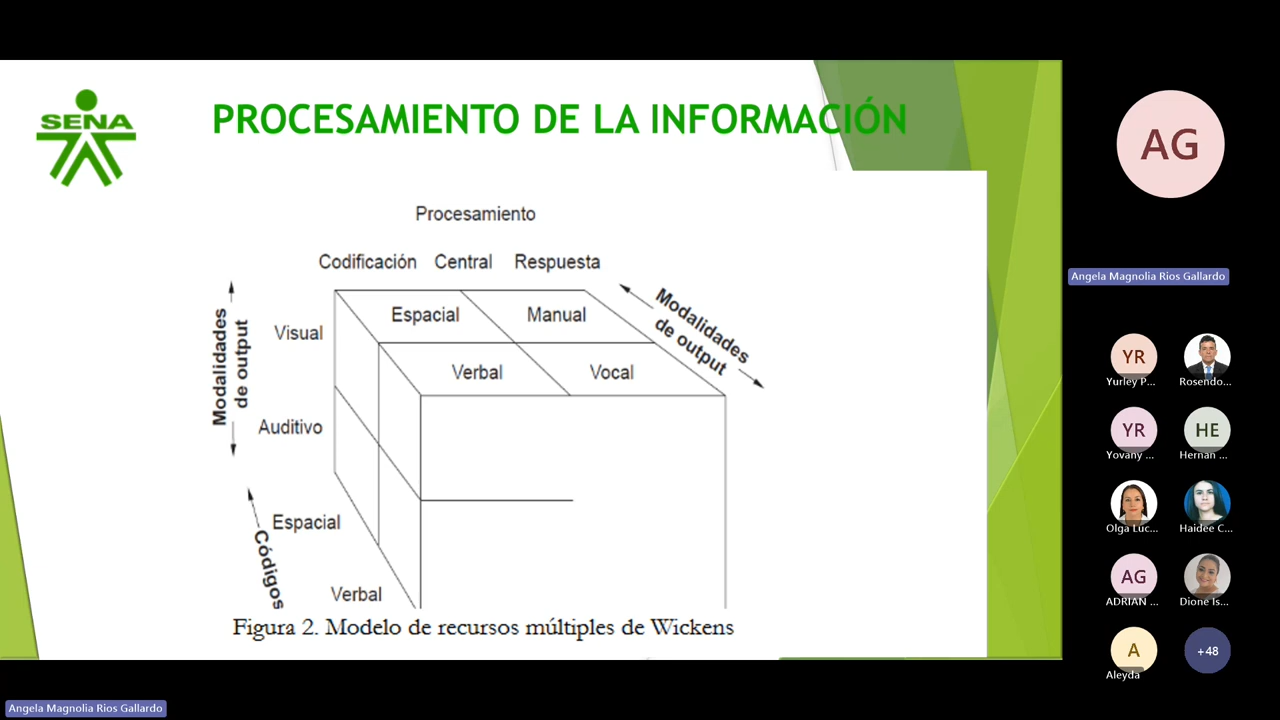 SENA
PROCESAMIENTO DE LA INFORMACIÓN
Procesamiento
Codificación Central Respuesta
Modalidades
de output
Visual
Auditivo
Espacial
Verbal
Códigos
Espacial
Manual
Verbal
Vocal
Modalidades
de output
Figura 2. Modelo de recursos múltiples de Wickens
AG
Angela Magnolia Rios Gallardo
YR
Yurley P...
Rosendo...
YR
Yovany ...
HE
Hernan ...
Olga Luc...
Haidee C...
AG
ADRIAN ...
Dione Is...
A
Aleyda
+48
Angela Magnolia Rios Gallardo